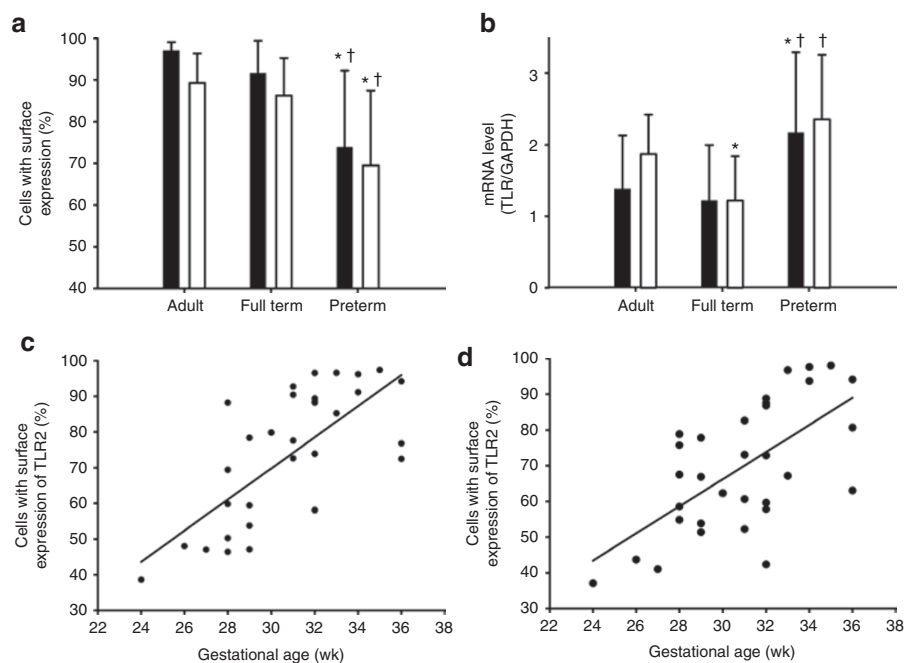 a
100
90
80
70
60
50
40
Cells with surface
expression (%)
* †
* †
Adult
Full term
Preterm
b
3
2
1
0
mRNA level
(TLR/GAPDH)
*
* †
†
Adult
Full term
Preterm
c
100
90
80
70
60
50
40
30
Cells with surface
expression of TLR2 (%)
22
24
26
28
30
32
34
36
38
Gestational age (wk)
d
100
90
80
70
60
50
40
30
Cells with surface
expression of TLR2 (%)
22
24
26
28
30
32
34
36
38
Gestational age (wk)